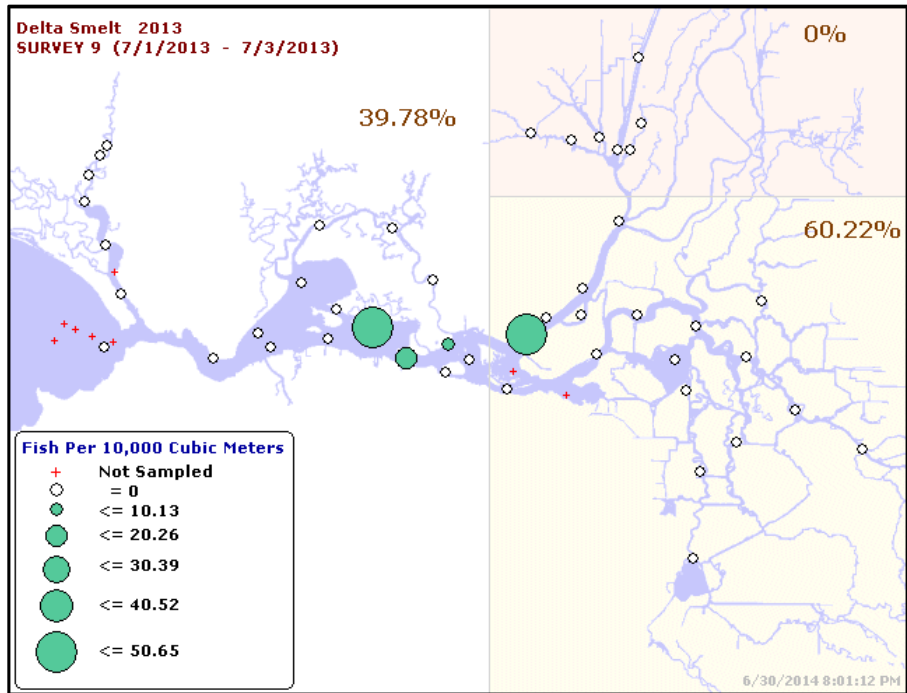 Delta Smelt 2013
SURVEY 9 (7/1/2013 - 7/3/2013)
0%
39.78%
60.22%
Fish Per 10,000 Cubic Meters
Not Sampled
= 0
<= 10.13
<= 20.26
<= 30.39
<= 40.52
<= 50.65
6/30/2014 8:01:12 PM